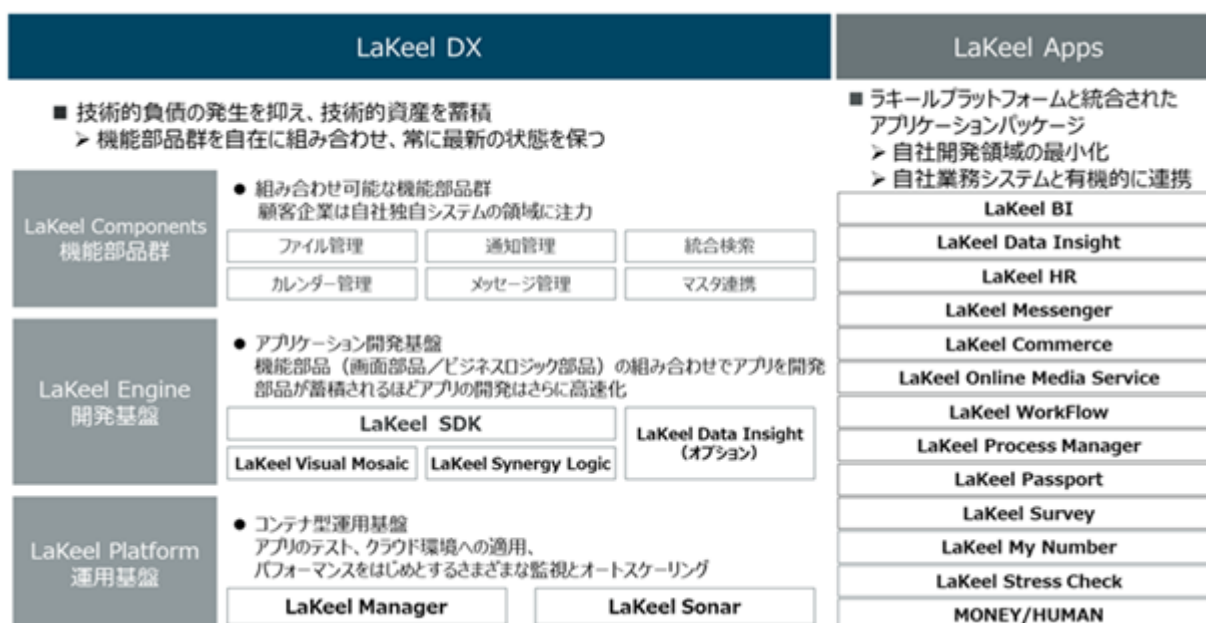 LaKeel DX
■ 技術的負債の発生を抑え、技術的資産を蓄積
➢ 機能部品群を自在に組み合わせ、常に最新の状態を保つ
LaKeel Components
機能部品群
● 組み合わせ可能な機能部品群
顧客企業は自社独自システムの領域に注力
ファイル管理
通知管理
統合検索
カレンダー管理
メッセージ管理
マスタ連携
LaKeel Engine
開発基盤
● アプリケーション開発基盤
機能部品（画面部品／ビジネスロジック部品）の組み合わせでアプリを開発
部品が蓄積されるほどアプリの開発はさらに高速化
LaKeel SDK
LaKeel Visual Mosaic
LaKeel Synergy Logic
LaKeel Data Insight
（オプション）
LaKeel Platform
運用基盤
● コンテナ型運用基盤
アプリのテスト、クラウド環境への適用、
パフォーマンスをはじめとするさまざまな監視とオートスケーリング
LaKeel Manager
LaKeel Sonar
LaKeel Apps
■ ラキールプラットフォームと統合された
アプリケーションパッケージ
➢ 自社開発領域の最小化
➢ 自社業務システムと有機的に連携
LaKeel BI
LaKeel Data Insight
LaKeel HR
LaKeel Messenger
LaKeel Commerce
LaKeel Online Media Service
LaKeel WorkFlow
LaKeel Process Manager
LaKeel Passport
LaKeel Survey
LaKeel My Number
LaKeel Stress Check
MONEY/HUMAN